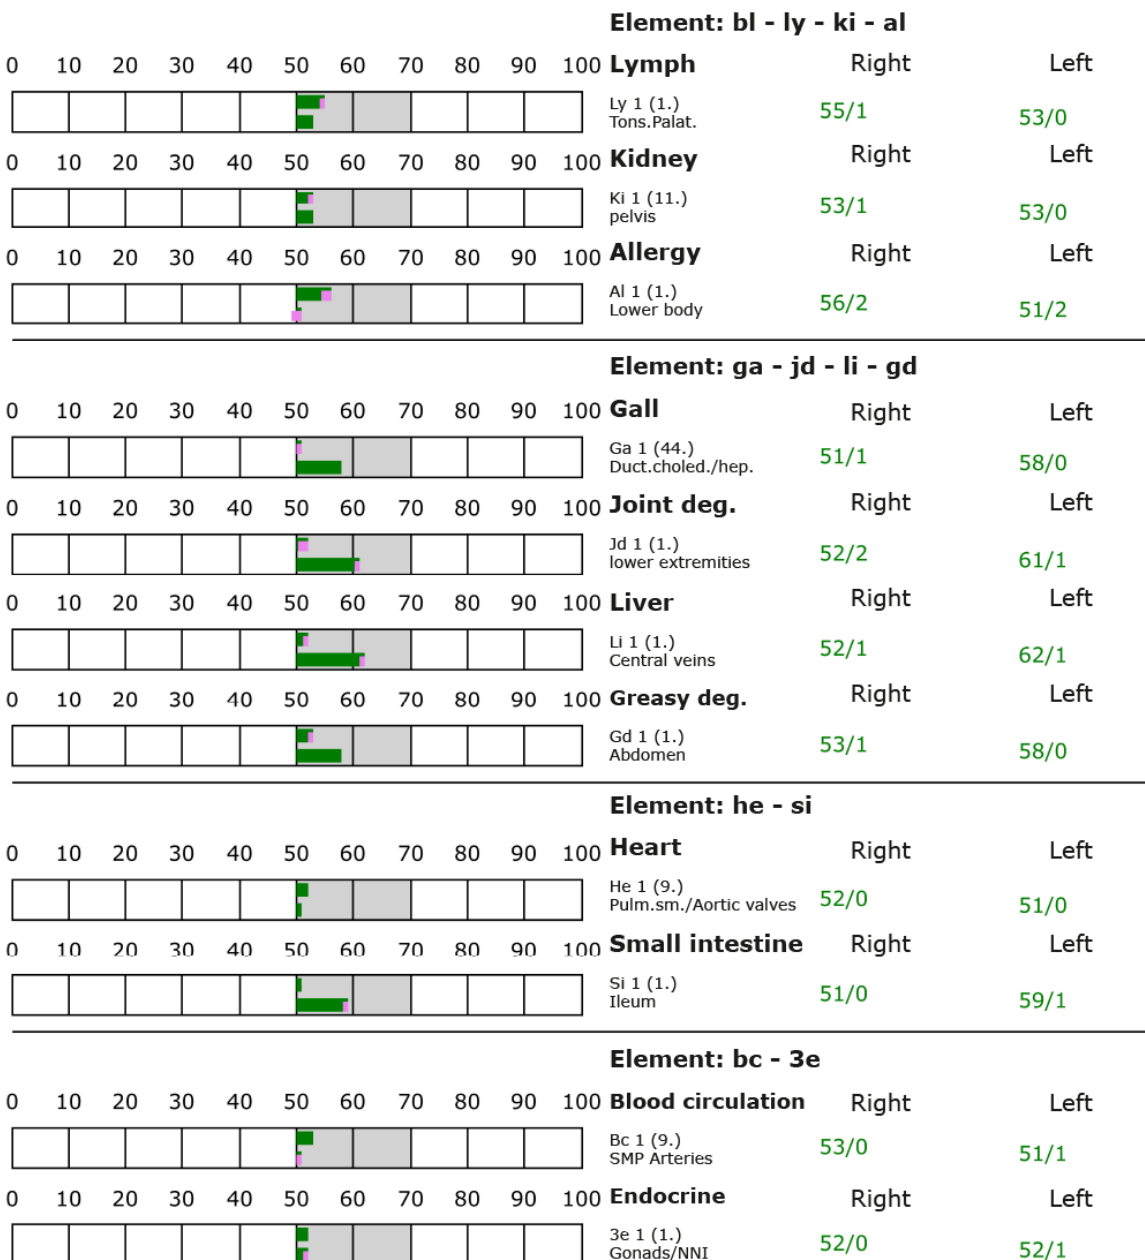 Element: bl - ly - ki - al
0 10 20 30 40 50 60 70 80 90 100 Lymph Right Left
Ly 1 (1.) 55/1 53/0
Tons.Palat.
0 10 20 30 40 50 60 70 80 90 100 Kidney Right Left
Ki 1 (11.) 53/1 53/0
pelvis
0 10 20 30 40 50 60 70 80 90 100 Allergy Right Left
Al 1 (1.) 56/2 51/2
Lower body
Element: ga - jd - li - gd
0 10 20 30 40 50 60 70 80 90 100 Gall Right Left
Ga 1 (44.) 51/1 58/0
Duct.choled./hep.
0 10 20 30 40 50 60 70 80 90 100 Joint deg. Right Left
Jd 1 (1.) 52/2 61/1
lower extremities
0 10 20 30 40 50 60 70 80 90 100 Liver Right Left
Li 1 (1.) 52/1 62/1
Central veins
0 10 20 30 40 50 60 70 80 90 100 Greasy deg. Right Left
Gd 1 (1.) 53/1 58/0
Abdomen
Element: he - si
0 10 20 30 40 50 60 70 80 90 100 Heart Right Left
He 1 (9.) 52/0 51/0
Pulm.sm./Aortic valves
0 10 20 30 40 50 60 70 80 90 100 Small intestine Right Left
Si 1 (1.) 51/0 59/1
Ileum
Element: bc - 3e
0 10 20 30 40 50 60 70 80 90 100 Blood circulation Right Left
Bc 1 (9.) 53/0 51/1
SMP Arteries
0 10 20 30 40 50 60 70 80 90 100 Endocrine Right Left
3e 1 (1.) 52/0 52/1
Gonads/NNI